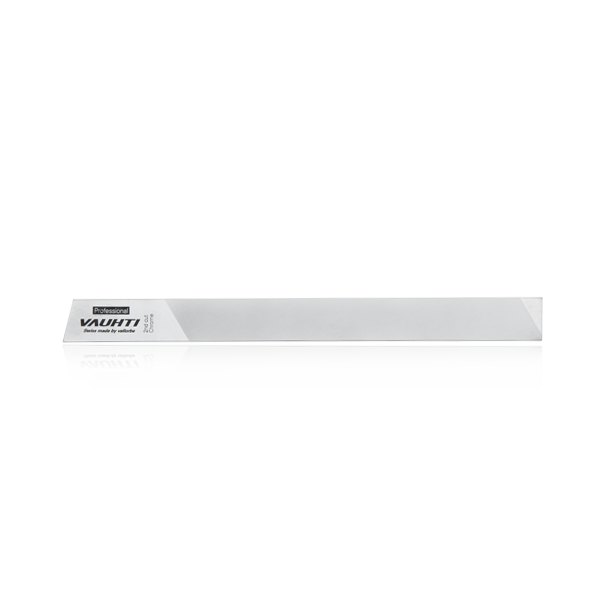 Professional
VAUHTI
Swiss made by vallorbe
2nd cut
Chrome